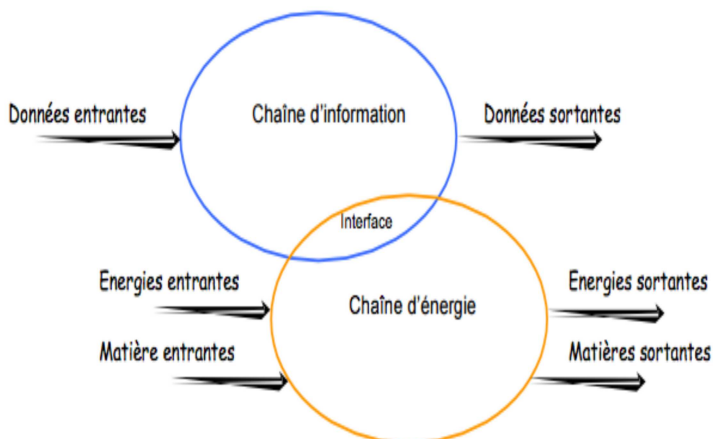 Données entrantes
Chaîne d'information
Données sortantes
Interface
Energies entrantes
Energies sortantes
Chaîne d'énergie
Matière entrantes
Matières sortantes